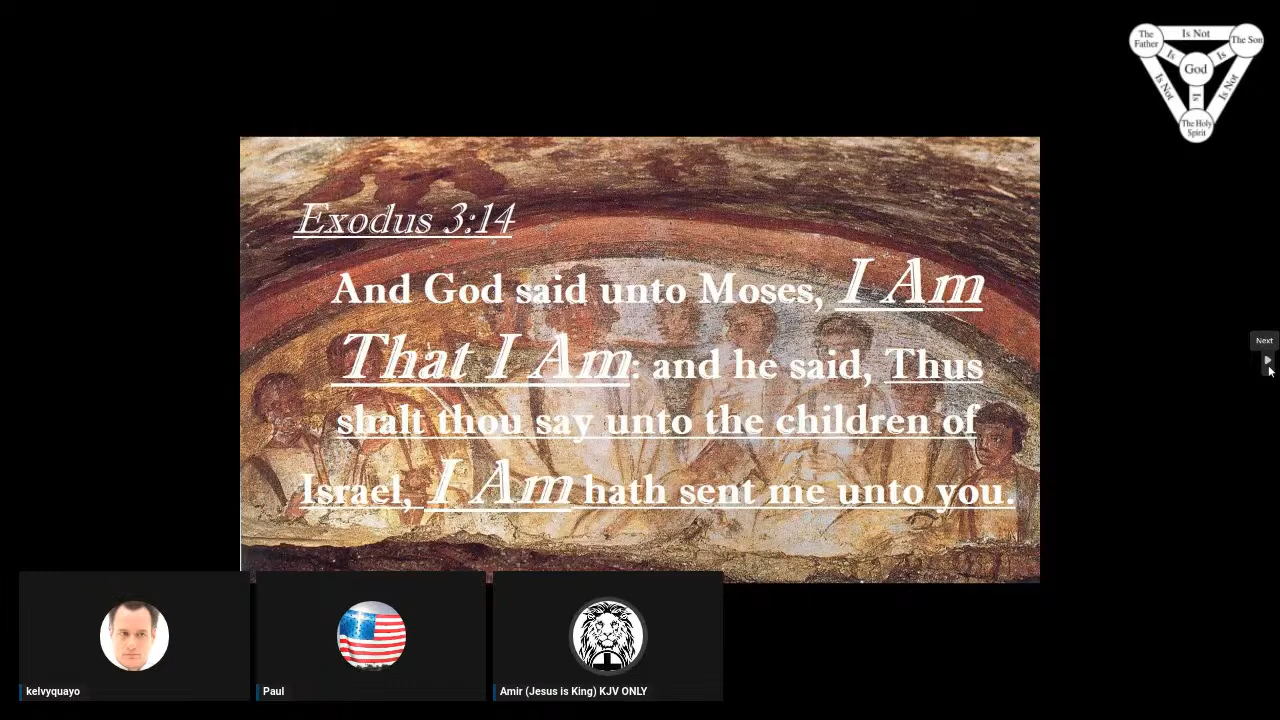 The
Father
Is Not
The Son
Is
Is
God
Is Not
Is
Is Not
The Holy
Spirit
Exodus 3:14
And God said unto Moses, I Am
That I Am: and he said, Thus
shalt thou say unto the children of
Israel, I Am hath sent me unto you.
Next
kelvyquayo
Paul
Amir (Jesus is King) KJV ONLY